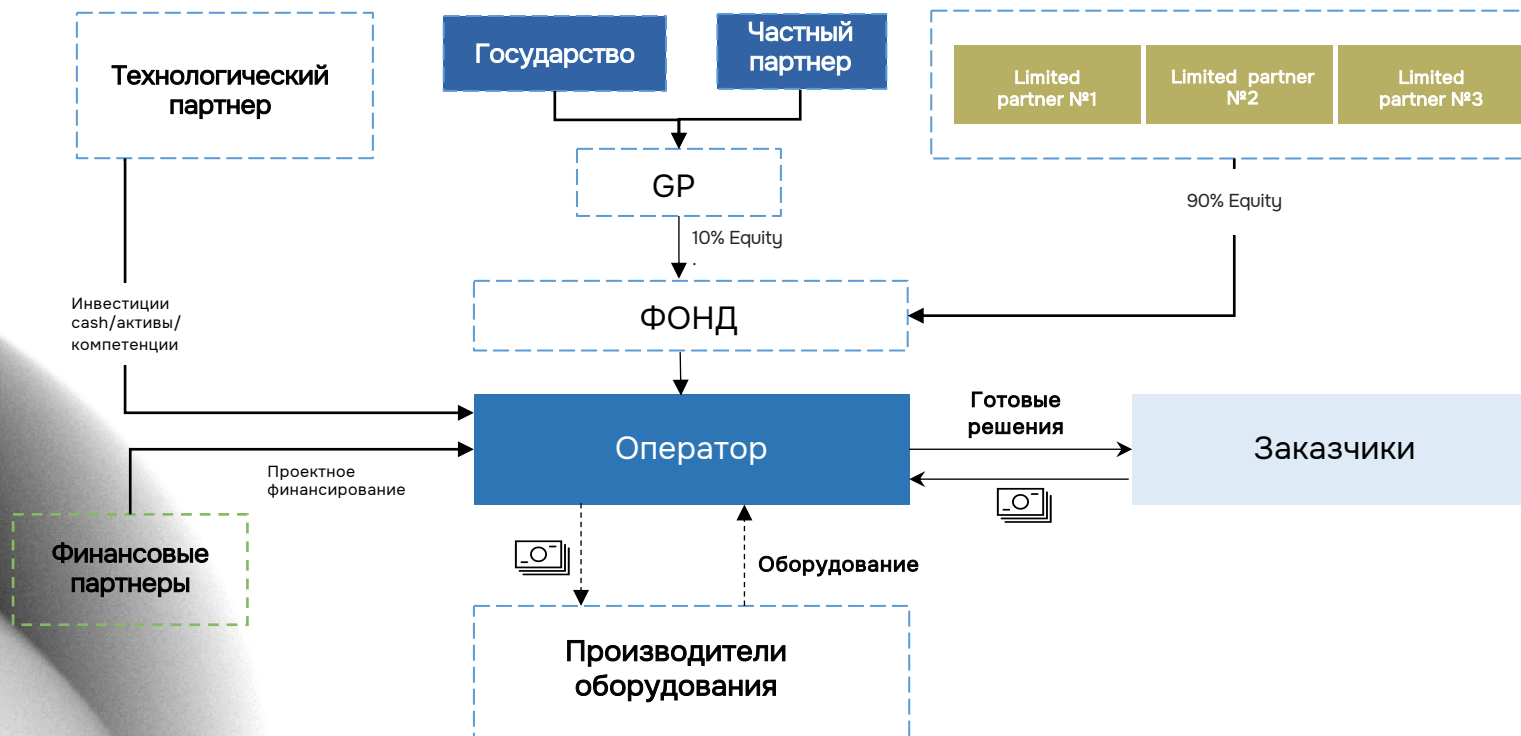 Технологический
партнер
Государство
Частный
партнер
Limited
partner №1
Limited partner
№2
Limited
partner №3
GP
10% Equity
90% Equity
ФОНД
Инвестиции
cash/активы/
компетенции
Оператор
Готовые
решения
Заказчики
Проектное
финансирование
Финансовые
партнеры
Оборудование
Производители
оборудования